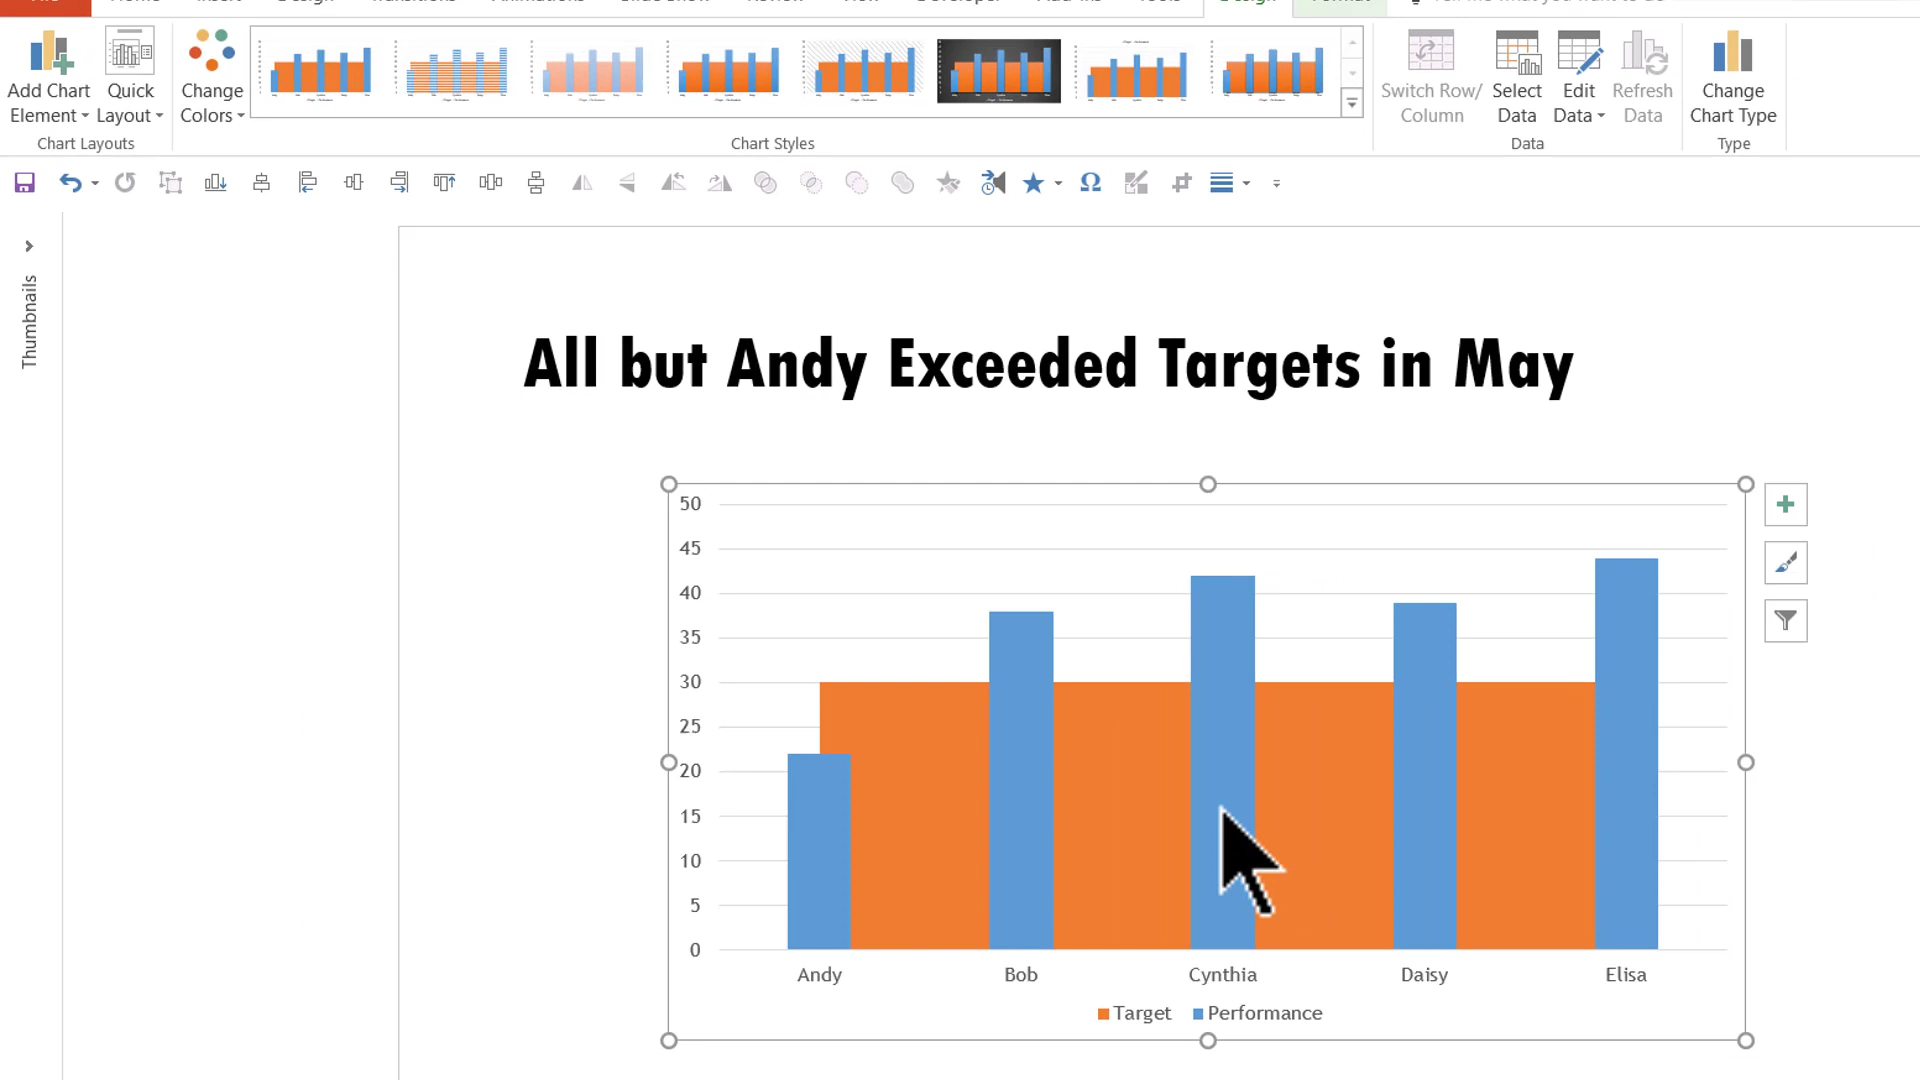 Add Chart
Element
Quick
Layout
Chart Layouts
Change
Colors
Chart Styles
Switch Row/
Column
Select
Data
Edit
Data
Refresh
Data
Data
Change
Chart Type
Type
Thumbnails
All but Andy Exceeded Targets in May
50
45
40
35
30
25
20
15
10
5
0
Andy
Bob
Cynthia
Daisy
Elisa
Target
Performance